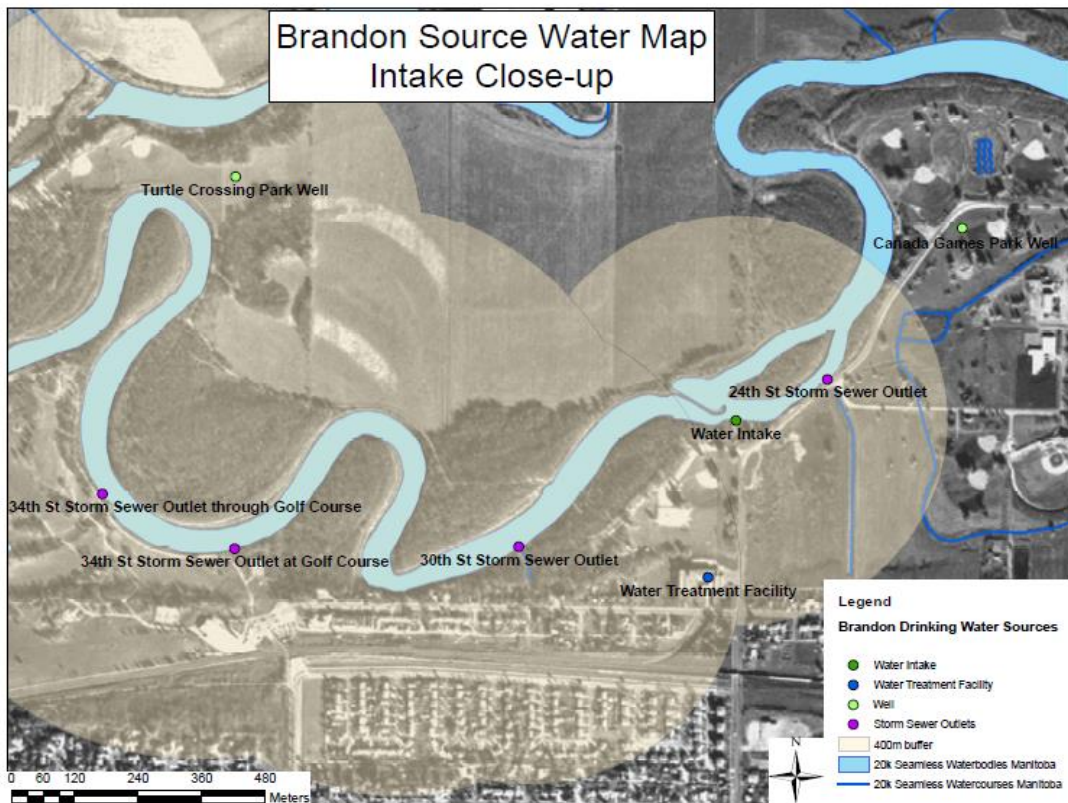 Brandon Source Water Map
Intake Close-up
Turtle Crossing Park Well
Canada Games Park Well
24th St Storm Sewer Outlet
Water Intake
34th St Storm Sewer Outlet through Golf Course
34th St Storm Sewer Outlet at Golf Course
30th St Storm Sewer Outlet
Water Treatment Facility
Legend
Brandon Drinking Water Sources
Water Intake
Water Treatment Facility
Well
Storm Sewer Outlets
400m buffer
20k Seamless Waterbodies Manitoba
20k Seamless Watercourses Manitoba
N
0 60 120 240 360 480
Meters